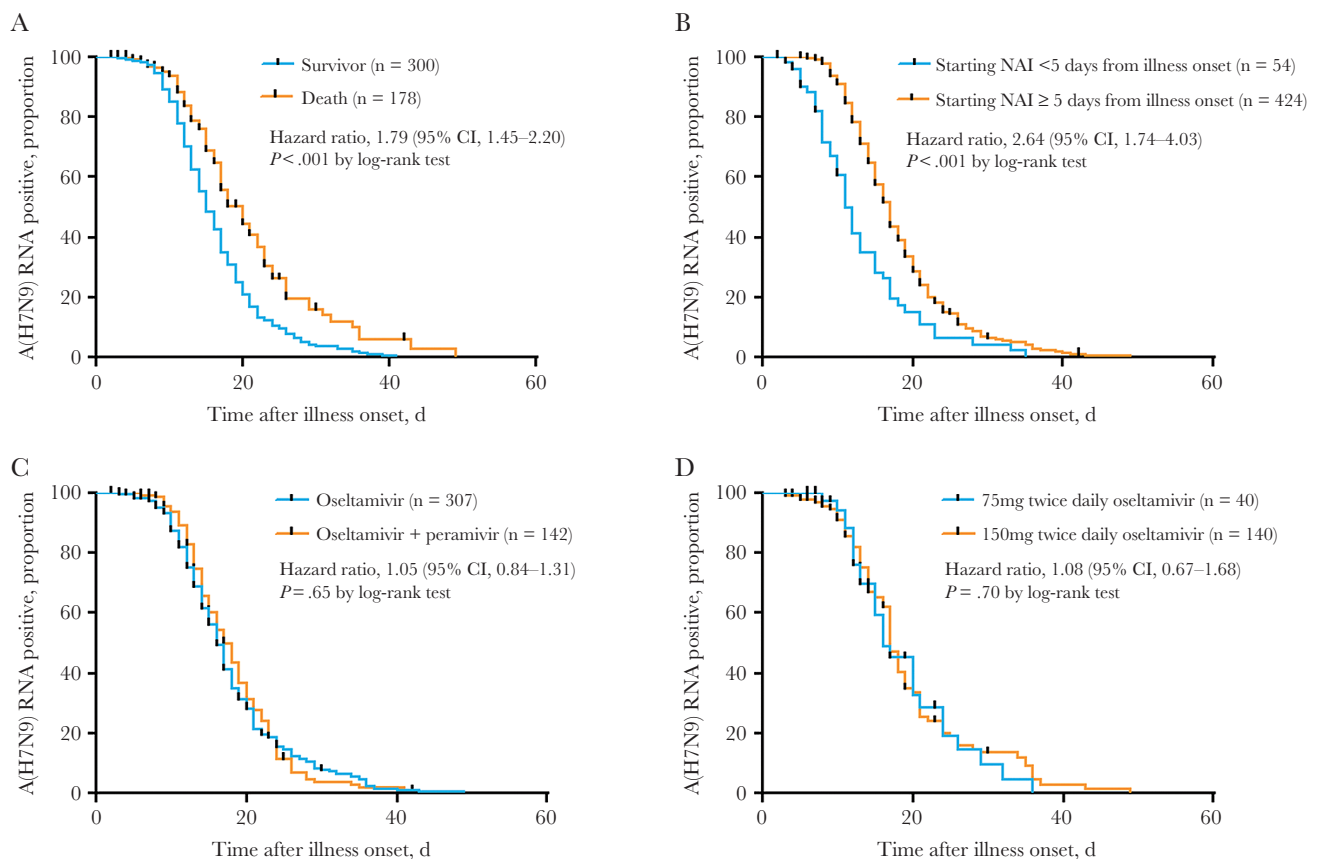 A
A(H7N9) RNA positive, proportion
100
80
60
40
20
0
Survivor (n = 300)
Death (n = 178)
Hazard ratio, 1.79 (95% CI, 1.45–2.20)
P < .001 by log-rank test
0 20 40 60
Time after illness onset, d
B
A(H7N9) RNA positive, proportion
100
80
60
40
20
0
Starting NAI <5 days from illness onset (n = 54)
Starting NAI ≥ 5 days from illness onset (n = 424)
Hazard ratio, 2.64 (95% CI, 1.74–4.03)
P < .001 by log-rank test
0 20 40 60
Time after illness onset, d
C
A(H7N9) RNA positive, proportion
100
80
60
40
20
0
Oseltamivir (n = 307)
Oseltamivir + peramivir (n = 142)
Hazard ratio, 1.05 (95% CI, 0.84–1.31)
P = .65 by log-rank test
0 20 40 60
Time after illness onset, d
D
A(H7N9) RNA positive, proportion
100
80
60
40
20
0
75mg twice daily oseltamivir (n = 40)
150mg twice daily oseltamivir (n = 140)
Hazard ratio, 1.08 (95% CI, 0.67–1.68)
P = .70 by log-rank test
0 20 40 60
Time after illness onset, d